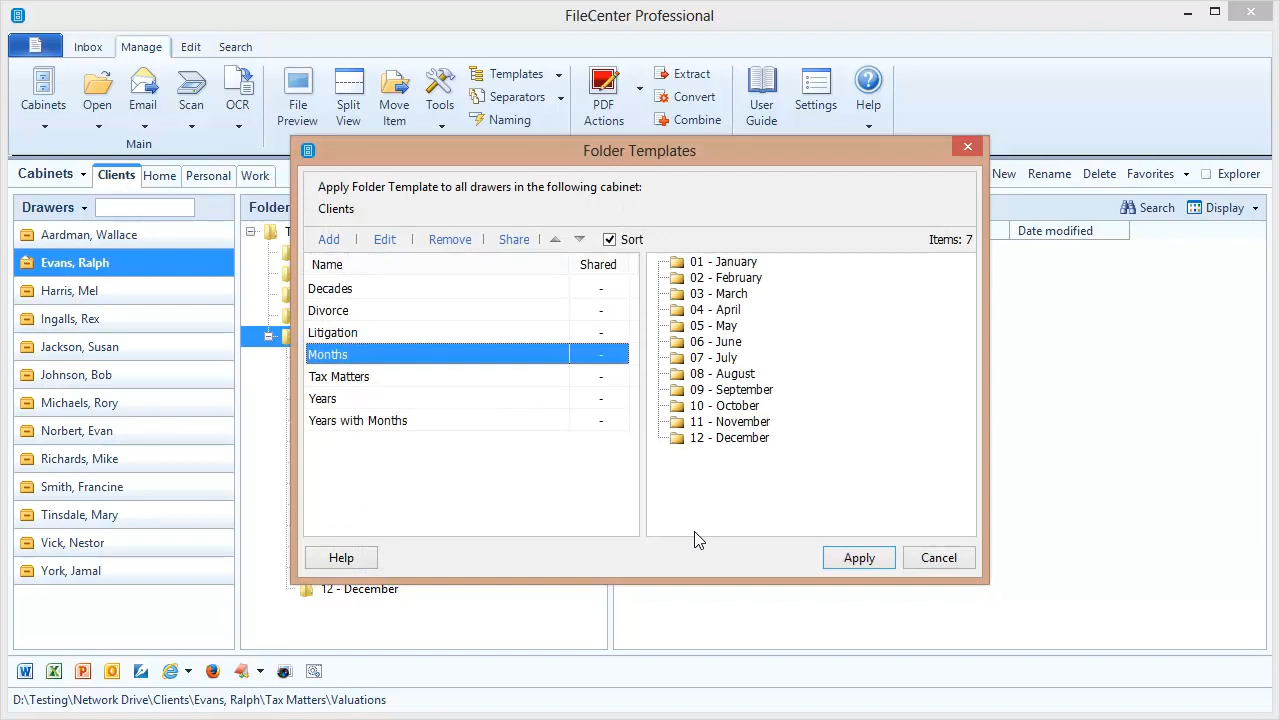 FileCenter Professional
Inbox Manage Edit Search
Cabinets Open Email Scan OCR
Main
File Preview Split View Move Item Tools
Templates
Separators
Naming
PDF Actions
Extract
Convert
Combine
User Guide Settings Help
Cabinets Clients Home Personal Work
New Rename Delete Favorites Explorer
Drawers
Search Display
Date modified
Aardman, Wallace
Evans, Ralph
Harris, Mel
Ingalls, Rex
Jackson, Susan
Johnson, Bob
Michaels, Rory
Norbert, Evan
Richards, Mike
Smith, Francine
Tinsdale, Mary
Vick, Nestor
York, Jamal
12 - December
Folder Templates
Apply Folder Template to all drawers in the following cabinet:
Clients
Add Edit Remove Share Sort Items: 7
Name Shared
Decades -
Divorce -
Litigation -
Months -
Tax Matters -
Years -
Years with Months -
01 - January
02 - February
03 - March
04 - April
05 - May
06 - June
07 - July
08 - August
09 - September
10 - October
11 - November
12 - December
Help Apply Cancel
D:\Testing\Network Drive\Clients\Evans, Ralph\Tax Matters\Valuations